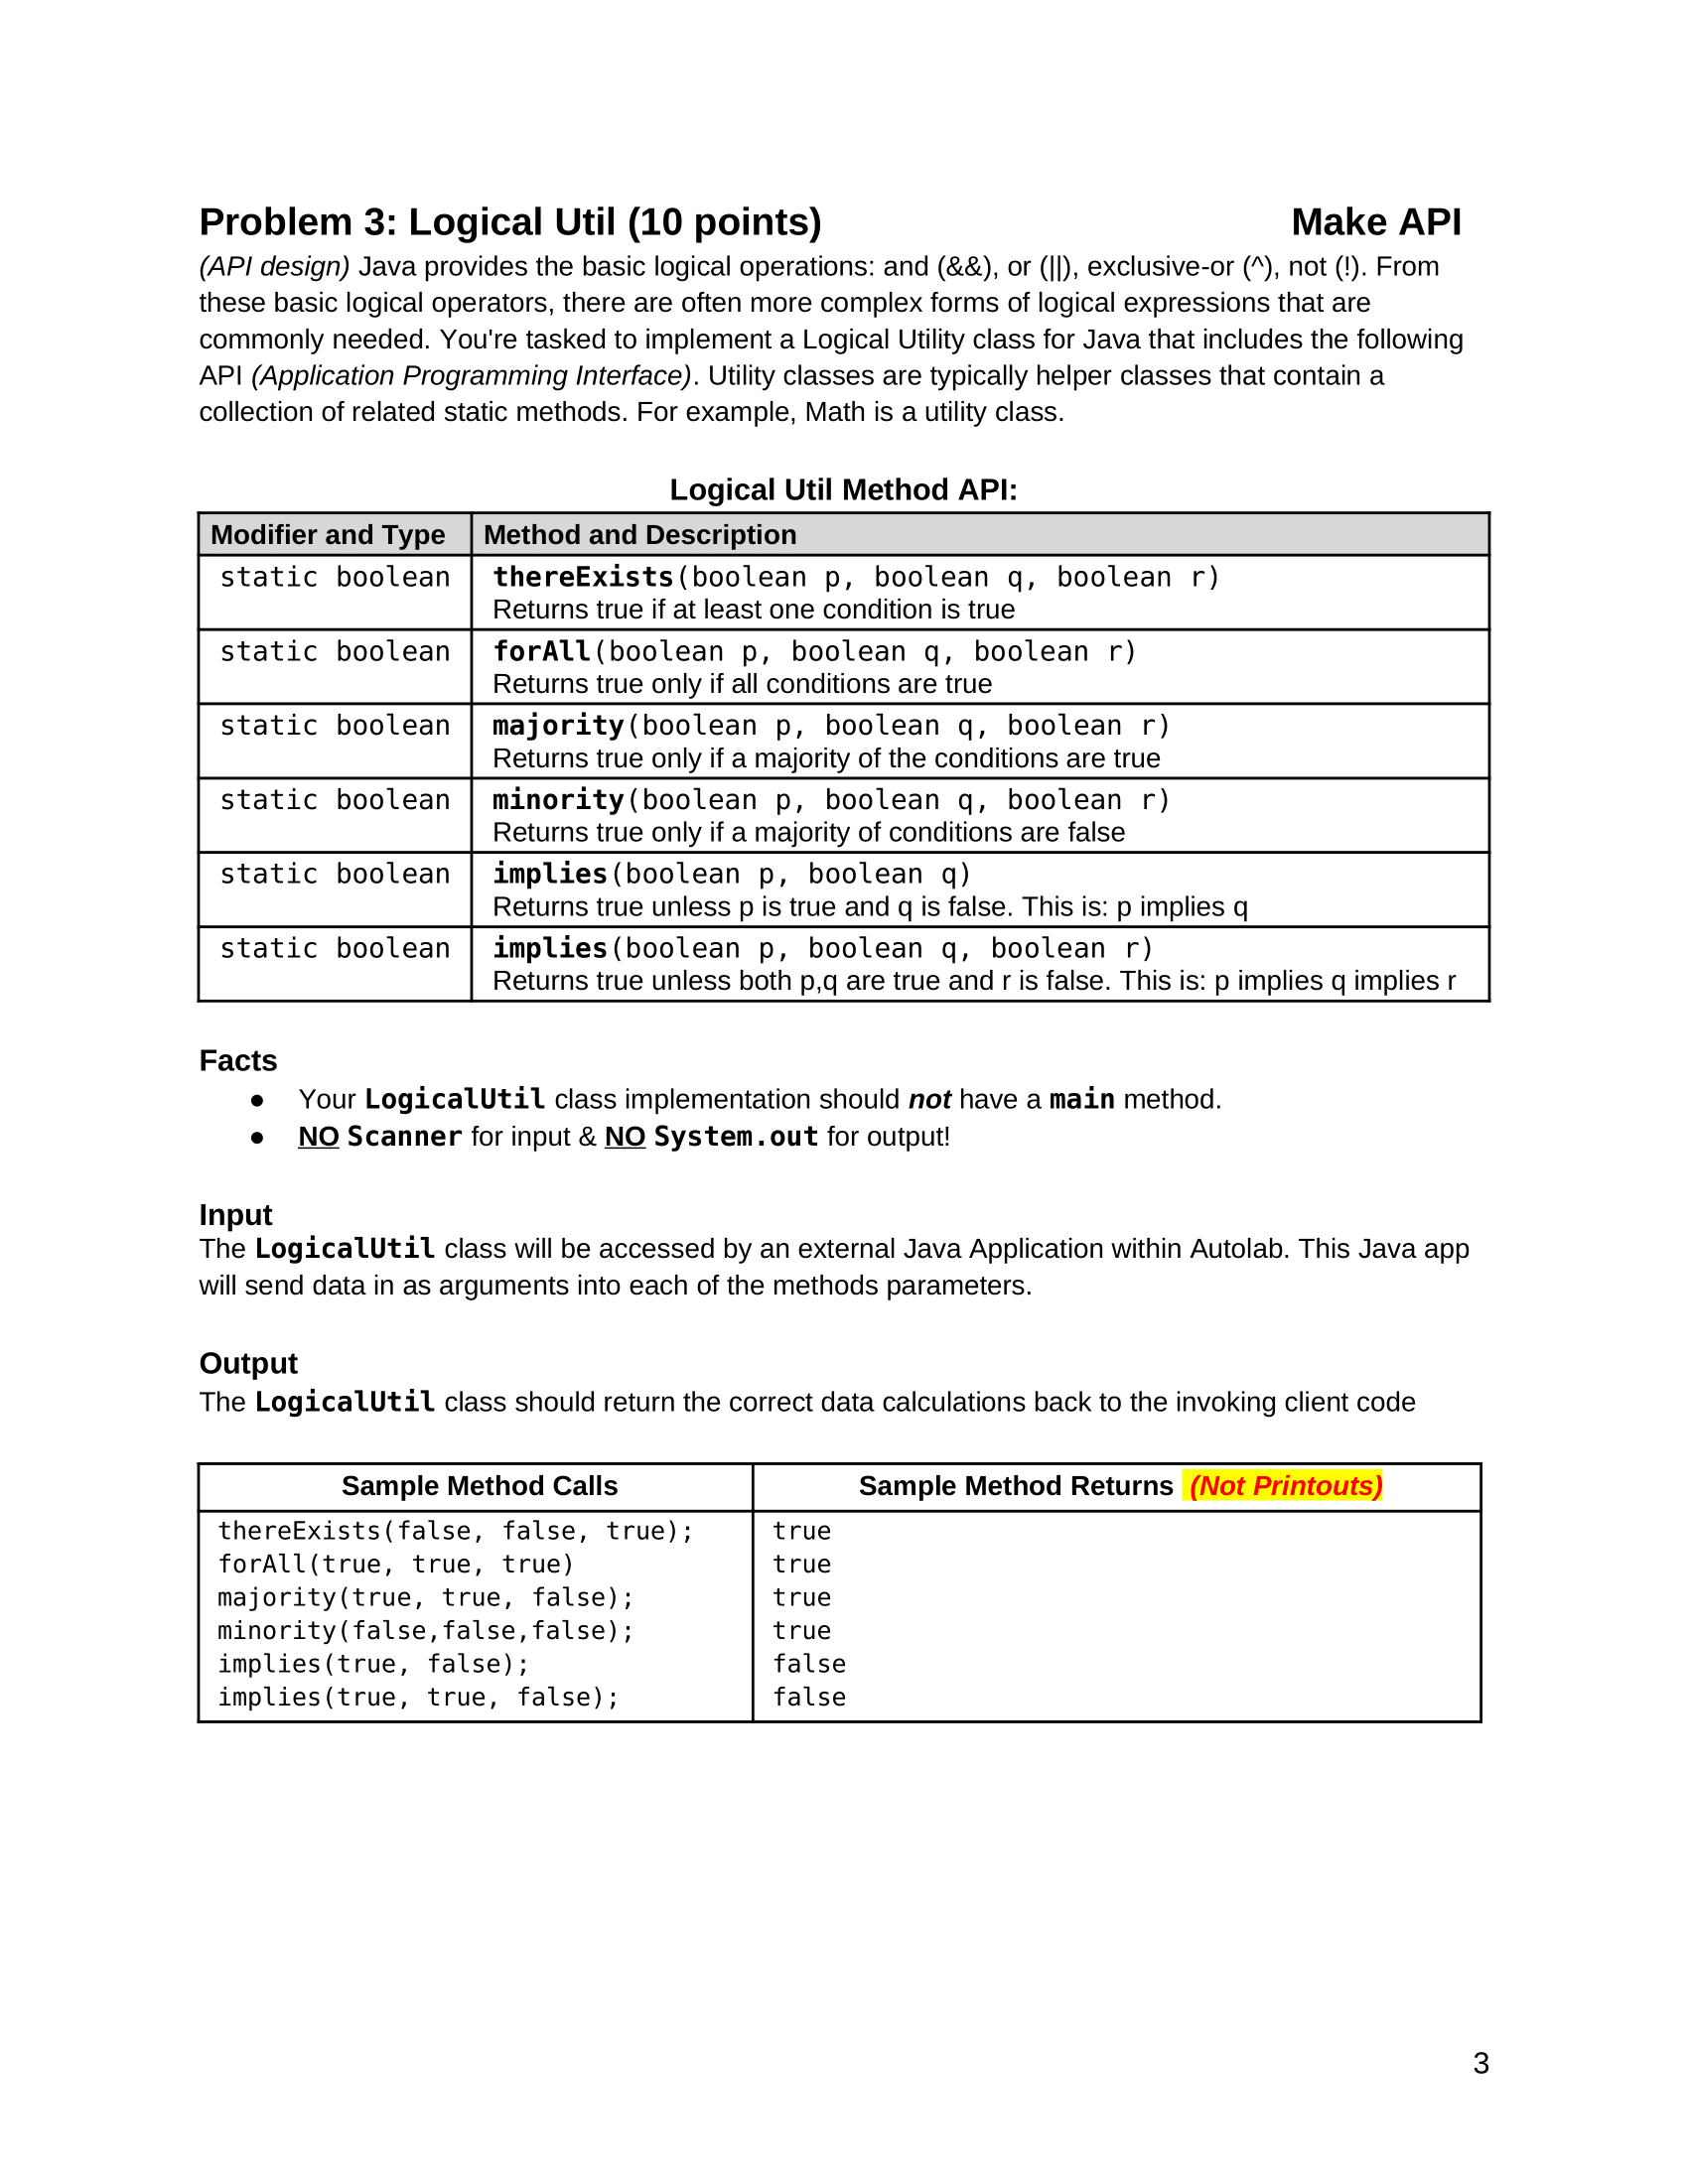 Problem 3: Logical Util (10 points) Make API
(API design) Java provides the basic logical operations: and (&&), or (||), exclusive-or (^), not (!). From
these basic logical operators, there are often more complex forms of logical expressions that are
commonly needed. You're tasked to implement a Logical Utility class for Java that includes the following
API (Application Programming Interface). Utility classes are typically helper classes that contain a
collection of related static methods. For example, Math is a utility class.
Logical Util Method API:
Modifier and Type Method and Description
static boolean thereExists(boolean p, boolean q, boolean r)
Returns true if at least one condition is true
static boolean forAll(boolean p, boolean q, boolean r)
Returns true only if all conditions are true
static boolean majority(boolean p, boolean q, boolean r)
Returns true only if a majority of the conditions are true
static boolean minority(boolean p, boolean q, boolean r)
Returns true only if a majority of conditions are false
static boolean implies(boolean p, boolean q)
Returns true unless p is true and q is false. This is: p implies q
static boolean implies(boolean p, boolean q, boolean r)
Returns true unless both p,q are true and r is false. This is: p implies q implies r
Facts
● Your LogicalUtil class implementation should not have a main method.
● NO Scanner for input & NO System.out for output!
Input
The LogicalUtil class will be accessed by an external Java Application within Autolab. This Java app
will send data in as arguments into each of the methods parameters.
Output
The LogicalUtil class should return the correct data calculations back to the invoking client code
Sample Method Calls Sample Method Returns (Not Printouts)
thereExists(false, false, true); true
forAll(true, true, true) true
majority(true, true, false); true
minority(false,false,false); true
implies(true, false); false
implies(true, true, false); false
3